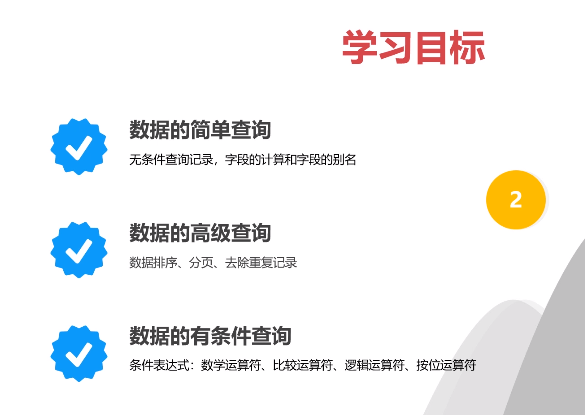 学习目标
数据的简单查询
无条件查询记录，字段的计算和字段的别名
2
数据的高级查询
数据排序、分页、去除重复记录
数据的有条件查询
条件表达式：数学运算符、比较运算符、逻辑运算符、按位运算符